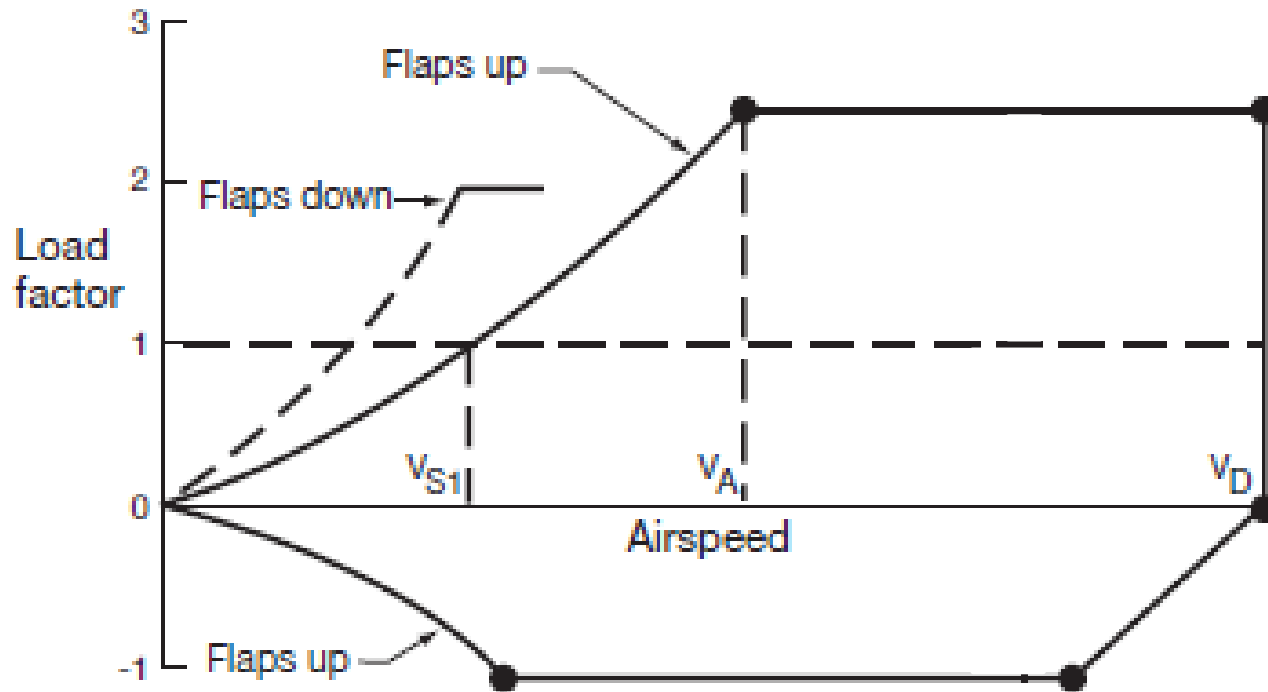 3
Flaps up
2
Flaps down
Load
factor
1
vS1
vA
vD
0
Airspeed
Flaps up
-1